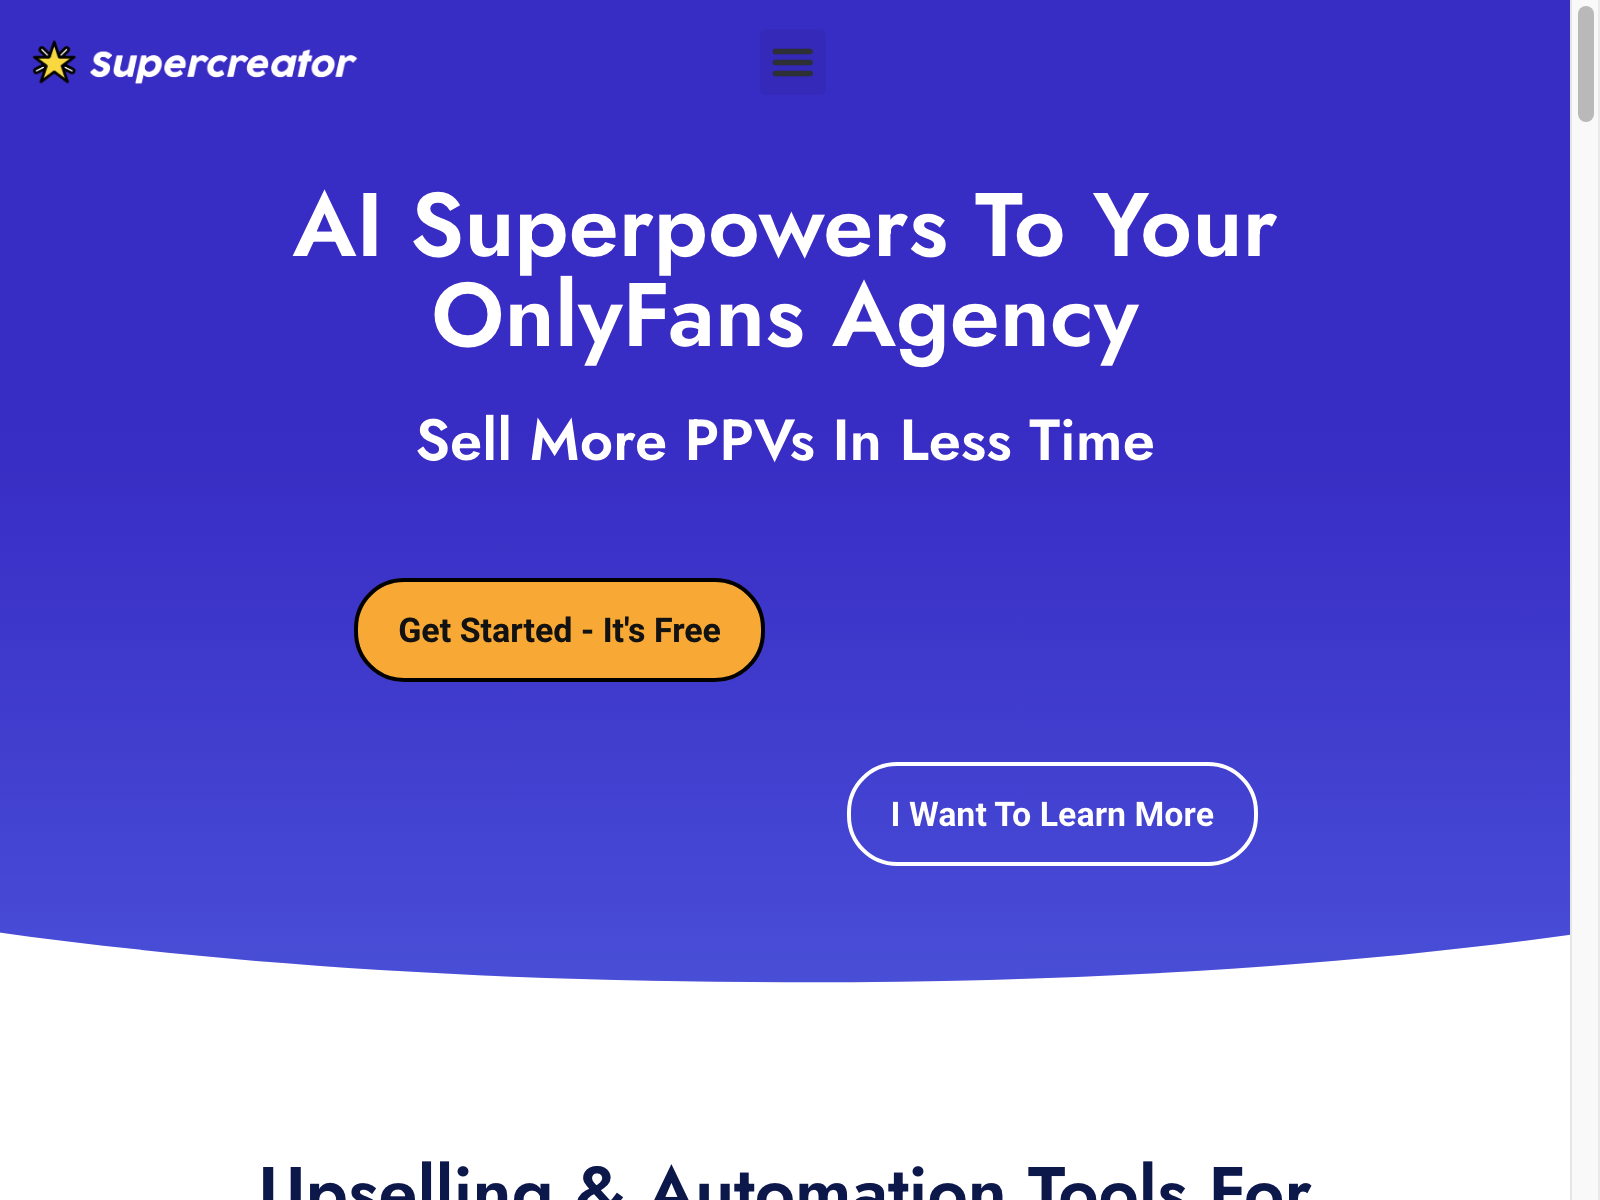 Supercreator
AI Superpowers To Your
OnlyFans Agency
Sell More PPVs In Less Time
Get Started - It's Free
I Want To Learn More
Upselling & Automation Tools For